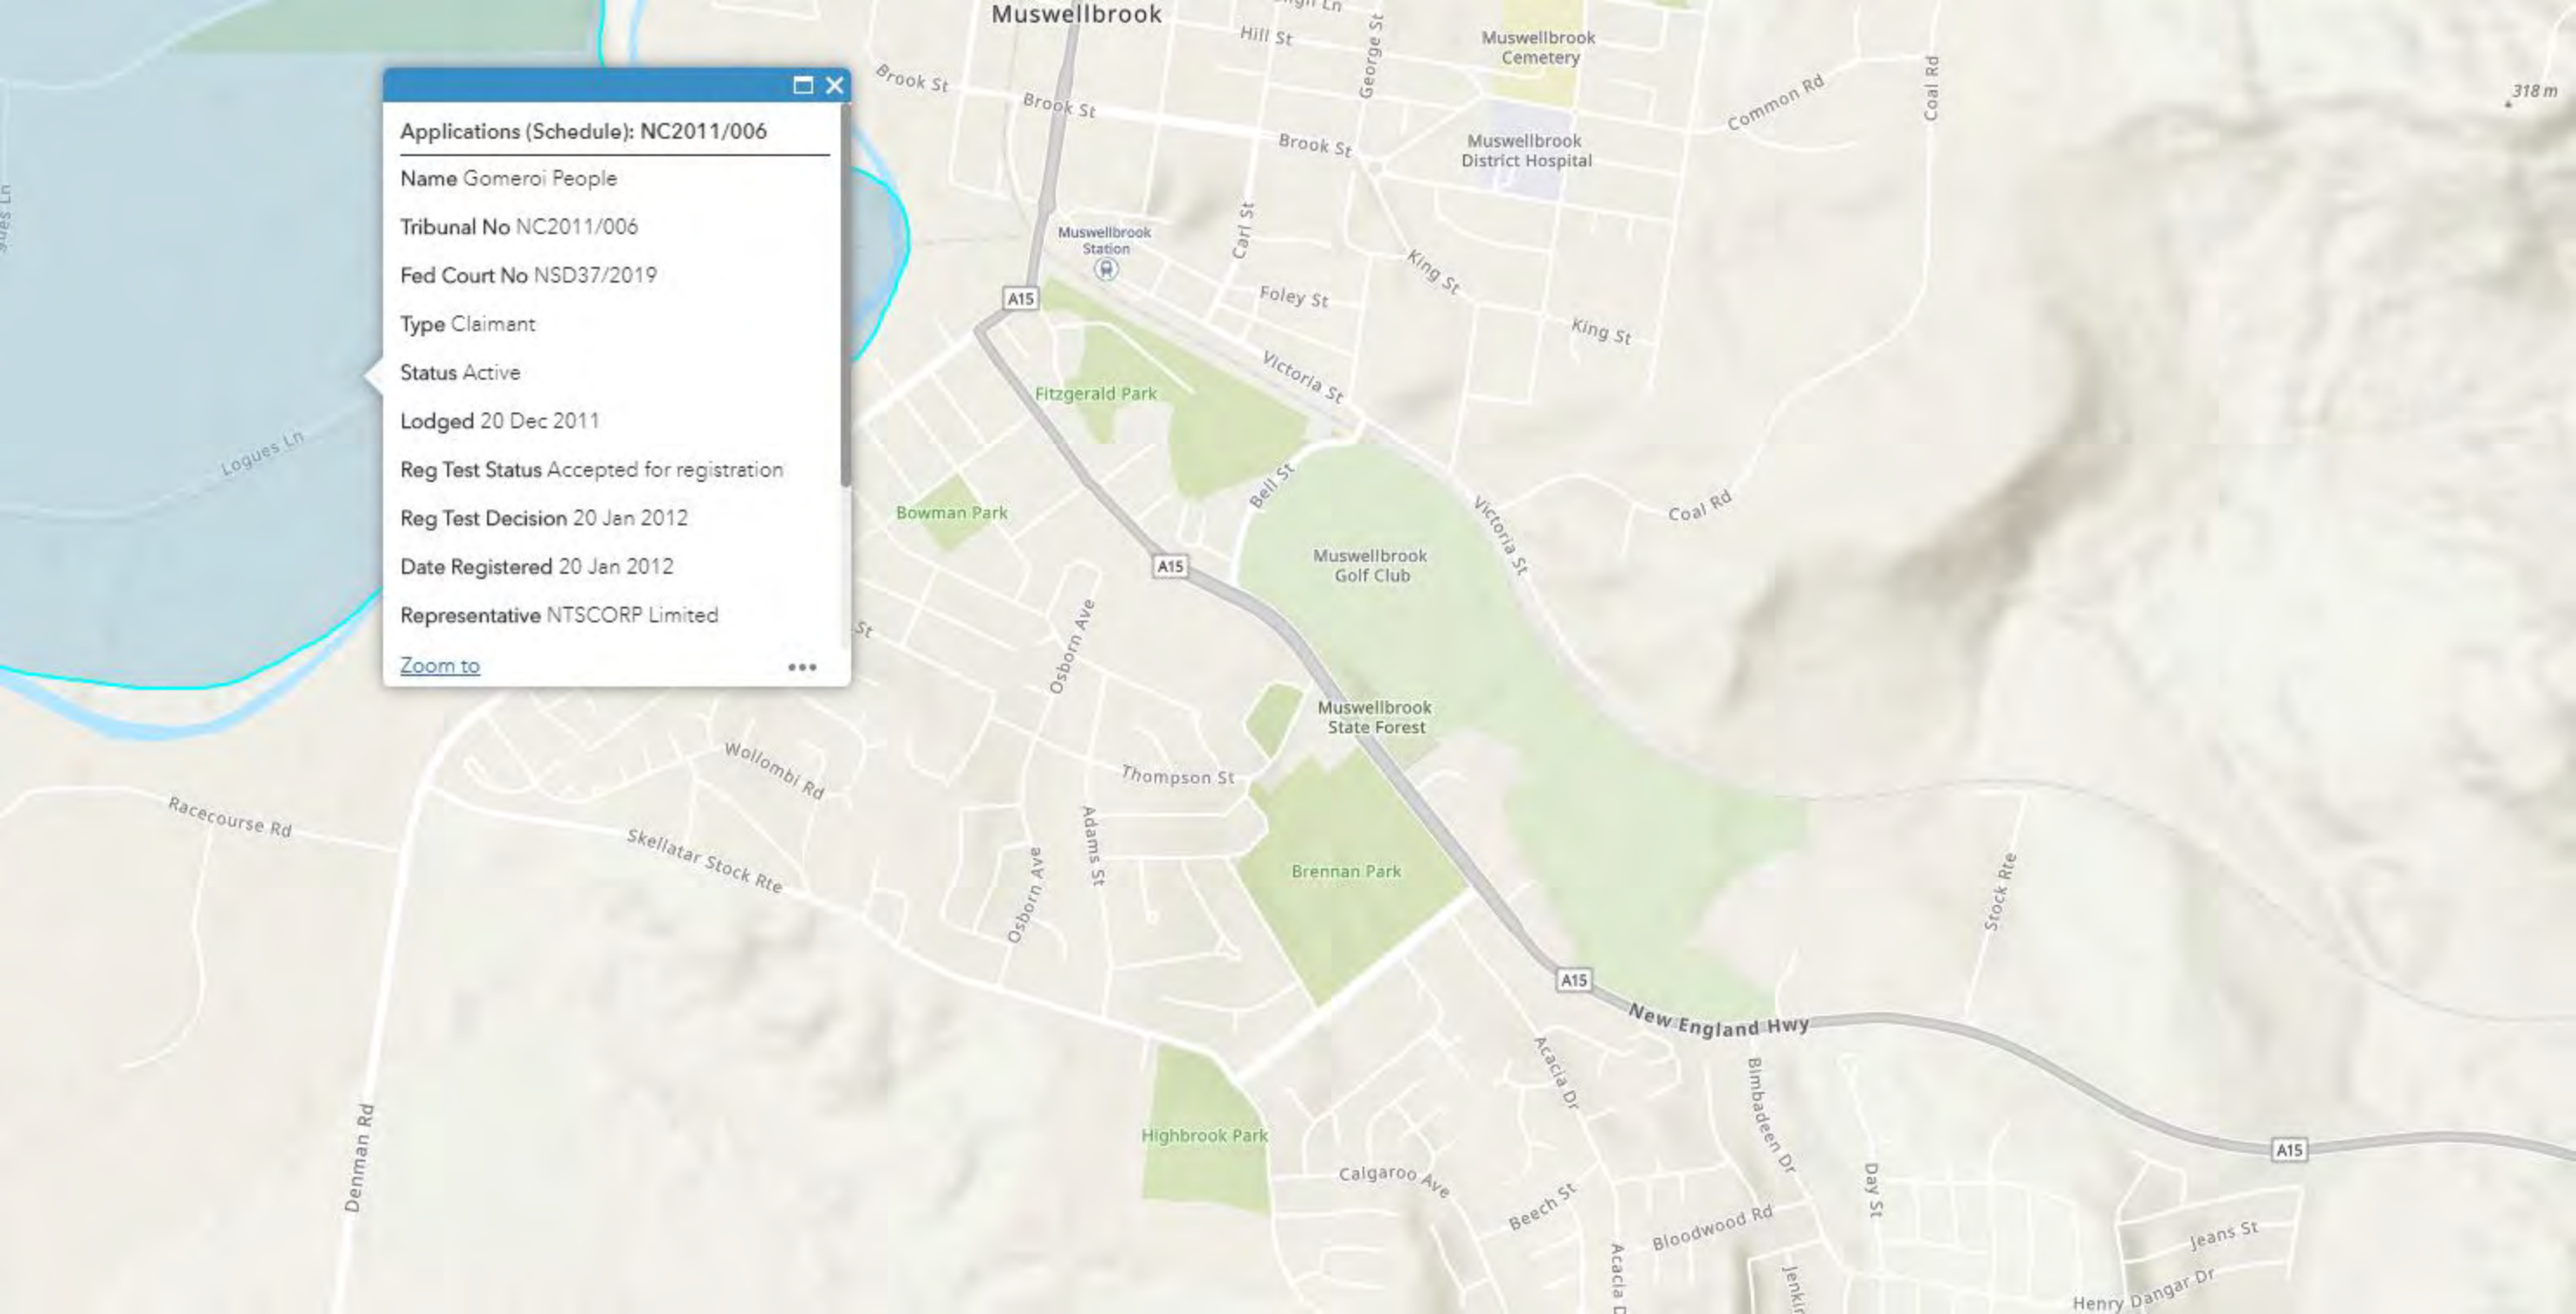 Muswellbrook
Hill St
George St
Muswellbrook
Cemetery
Common Rd
Coal Rd
318 m
Brook St
Brook St
Brook St
Muswellbrook
District Hospital
Applications (Schedule): NC2011/006
Name Gomeroi People
Tribunal No NC2011/006
Fed Court No NSD37/2019
Type Claimant
Status Active
Lodged 20 Dec 2011
Reg Test Status Accepted for registration
Reg Test Decision 20 Jan 2012
Date Registered 20 Jan 2012
Representative NTSCORP Limited
Zoom to
Muswellbrook
Station
Carl St
King St
A15
Foley St
King St
Victoria St
Fitzgerald Park
Logues Ln
Bell St
Bowman Park
Victoria St
Coal Rd
A15
Muswellbrook
Golf Club
St
Osborn Ave
Muswellbrook
State Forest
Wollombi Rd
Thompson St
Racecourse Rd
Skellatar Stock Rte
Adams St
Osborn Ave
Brennan Park
Stock Rte
A15
New England Hwy
Acacia Dr
Bimbadeen Dr
Denman Rd
Highbrook Park
A15
Calgaroo Ave
Beech St
Bloodwood Rd
Day St
Jeans St
Acacia D
Henry Dangar Dr